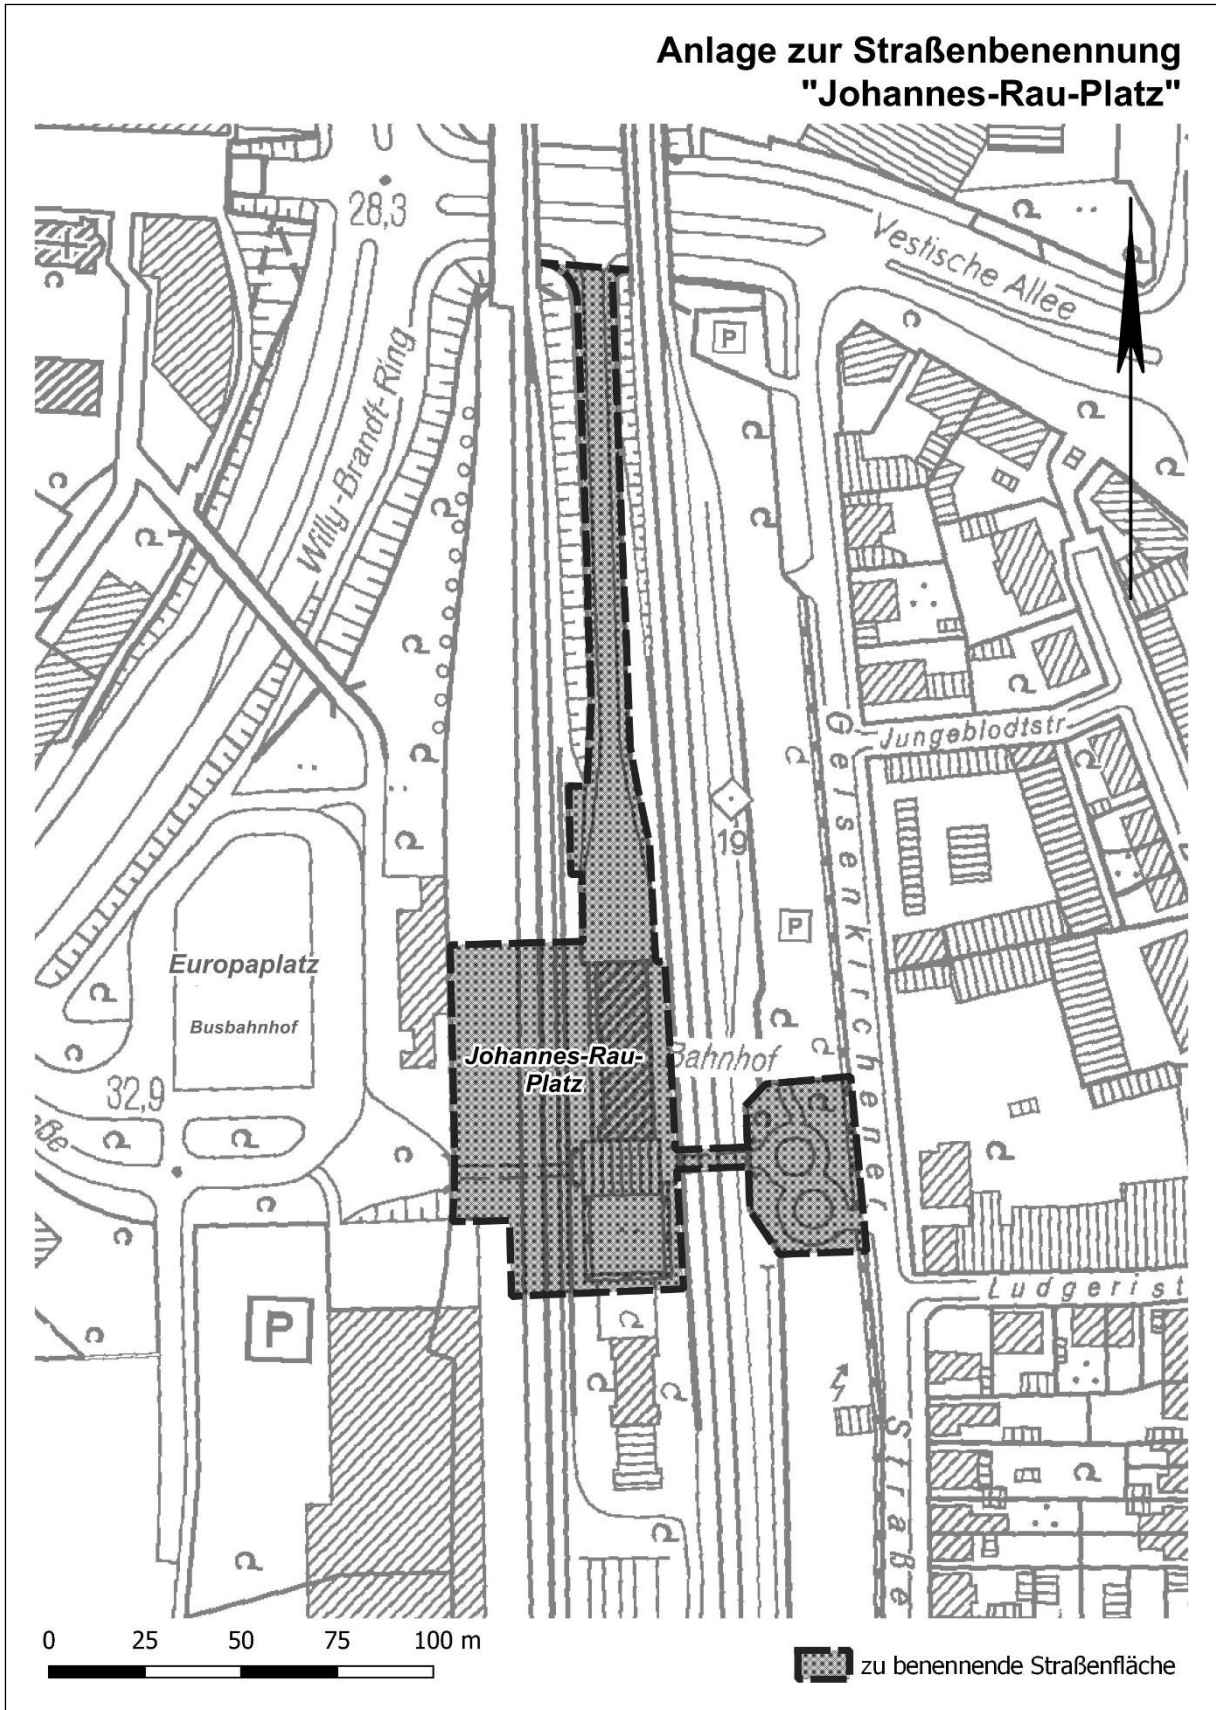 Anlage zur Straßenbenennung
"Johannes-Rau-Platz"
28,3
Vestische Allee
P
Willy-Brandt-Ring
Jungeblodtstr
Gelsenkirchener
19
P
Europaplatz
Busbahnhof
Johannes-Rau-
Platz
Bahnhof
32,9
ße
Ludgerist
P
Straße
0 25 50 75 100 m
zu benennende Straßenfläche